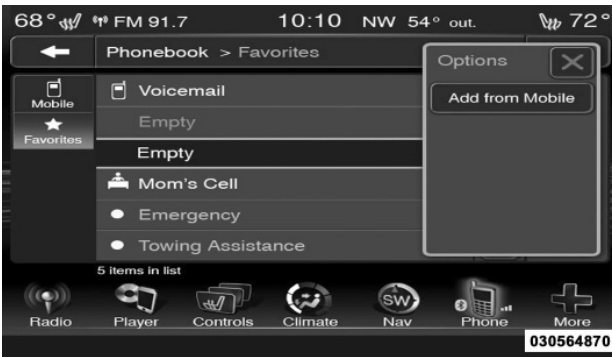 68° FM 91.7 10:10 NW 54° out. 72°
Phonebook > Favorites
Options
Add from Mobile
Mobile
Favorites
Voicemail
Empty
Empty
Mom's Cell
Emergency
Towing Assistance
5 items in list
SW
Radio Player Controls Climate Nav Phone More
030564870